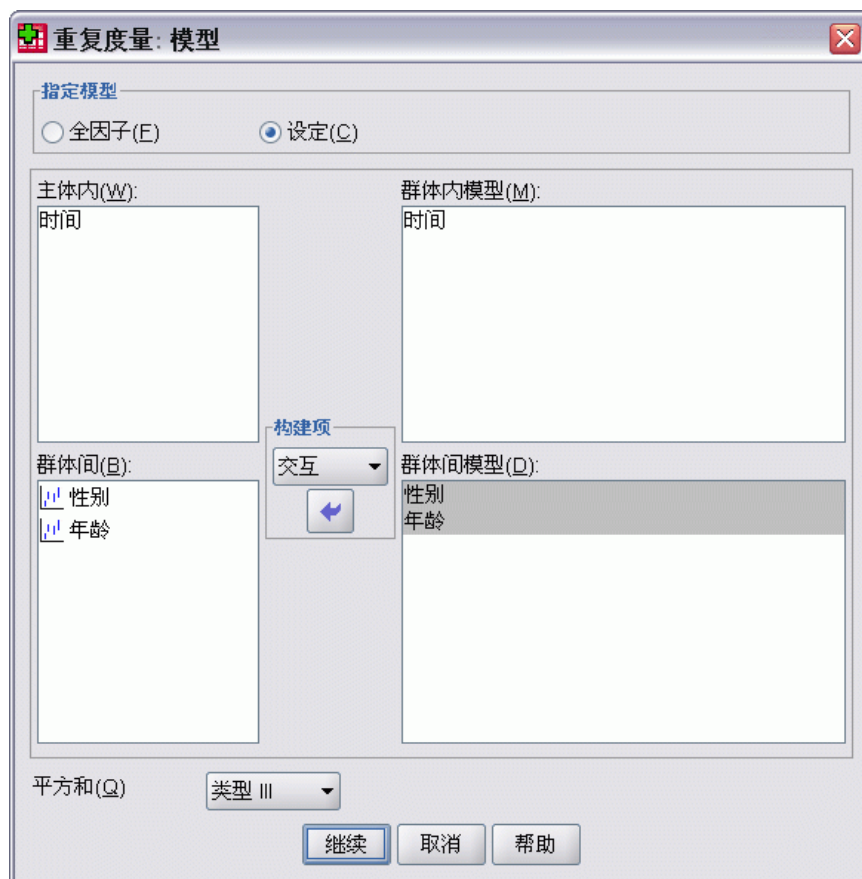 重复度量: 模型
指定模型
全因子(F)
设定(C)
主体内(W):
时间
群体内模型(M):
时间
构建项
交互
群体间(B):
性别
年龄
群体间模型(D):
性别
年龄
平方和(Q)
类型 III
继续
取消
帮助